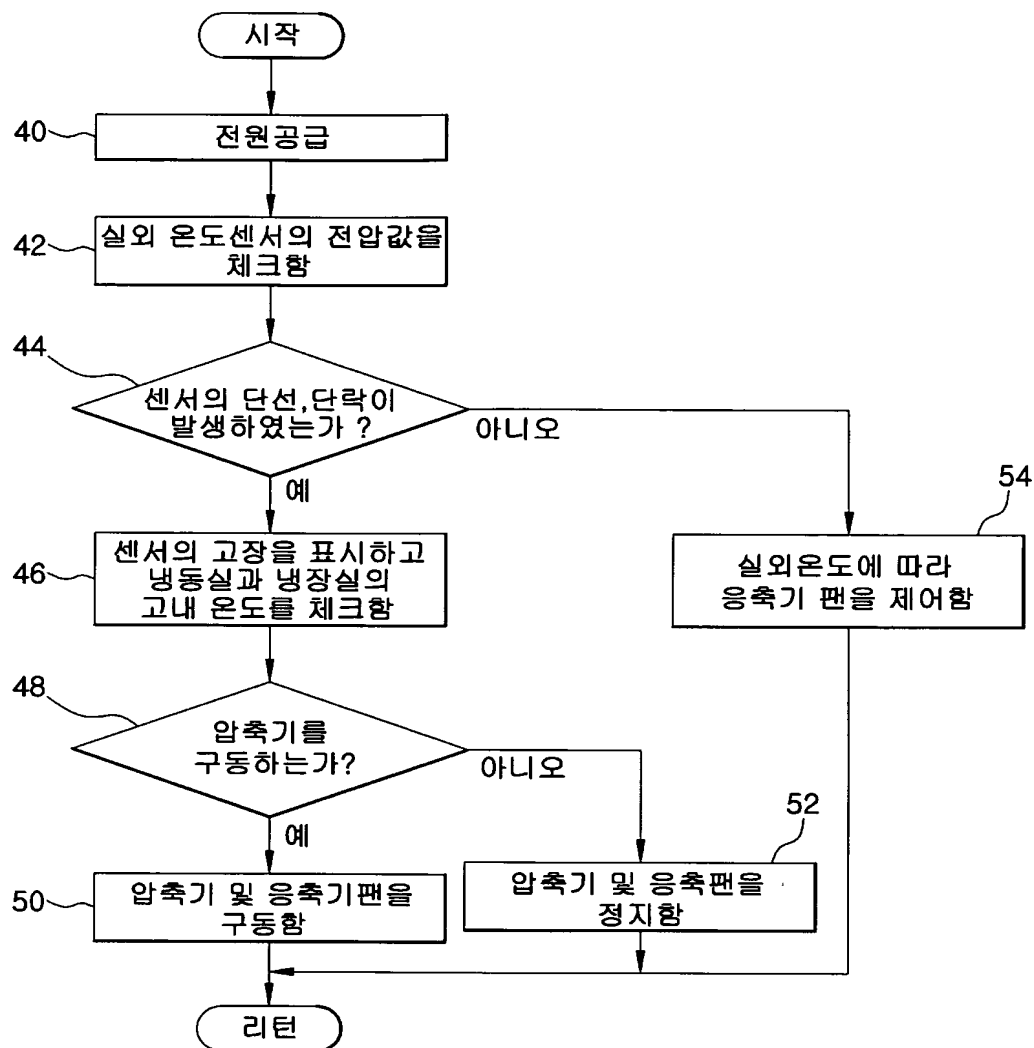 시작
40
전원공급
42
실외 온도센서의 전압값을
체크함
44
센서의 단선,단락이
발생하였는가 ?
아니오
예
54
실외온도에 따라
응축기 팬을 제어함
46
센서의 고장을 표시하고
냉동실과 냉장실의
고내 온도를 체크함
48
압축기를
구동하는가?
아니오
예
52
압축기 및 응축팬을
정지함
50
압축기 및 응축기팬을
구동함
리턴